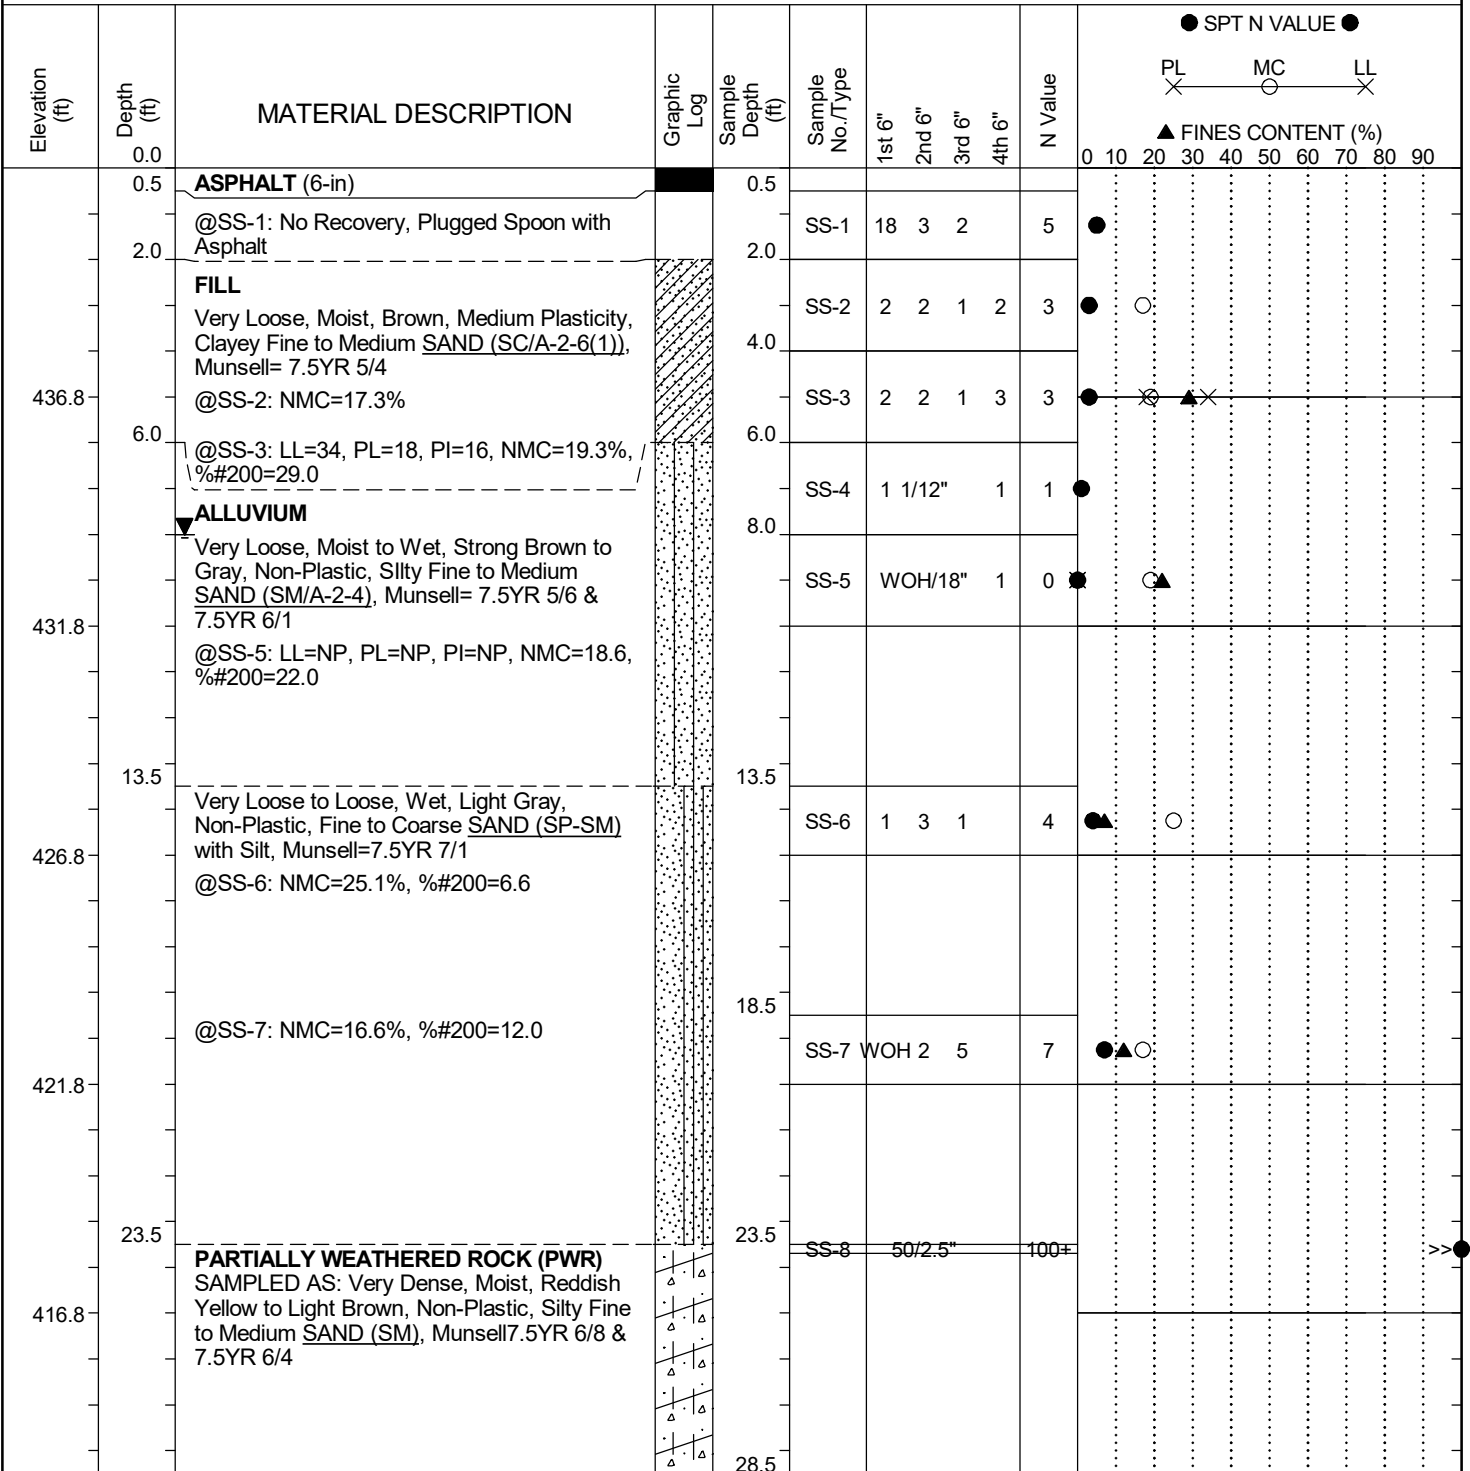 ● SPT N VALUE ●
PL MC LL
▲ FINES CONTENT (%)
0 10 20 30 40 50 60 70 80 90
Elevation (ft)
Depth (ft)
0.0
MATERIAL DESCRIPTION
Graphic Log
Sample Depth (ft)
Sample No./Type
1st 6"
2nd 6"
3rd 6"
4th 6"
N Value
0.5 ASPHALT (6-in) 0.5
@SS-1: No Recovery, Plugged Spoon with
Asphalt
SS-1 18 3 2 5
2.0 2.0
FILL
Very Loose, Moist, Brown, Medium Plasticity,
Clayey Fine to Medium SAND (SC/A-2-6(1)),
Munsell= 7.5YR 5/4
SS-2 2 2 1 2 3
4.0
436.8
@SS-2: NMC=17.3%
SS-3 2 2 1 3 3
6.0 6.0
@SS-3: LL=34, PL=18, PI=16, NMC=19.3%,
%#200=29.0
SS-4 1 1/12" 1 1
ALLUVIUM
8.0
Very Loose, Moist to Wet, Strong Brown to
Gray, Non-Plastic, SIlty Fine to Medium
SAND (SM/A-2-4), Munsell= 7.5YR 5/6 &
7.5YR 6/1
SS-5 WOH/18" 1 0
431.8
@SS-5: LL=NP, PL=NP, PI=NP, NMC=18.6,
%#200=22.0
13.5 13.5
Very Loose to Loose, Wet, Light Gray,
Non-Plastic, Fine to Coarse SAND (SP-SM)
with Silt, Munsell=7.5YR 7/1
SS-6 1 3 1 4
426.8
@SS-6: NMC=25.1%, %#200=6.6
18.5
@SS-7: NMC=16.6%, %#200=12.0
SS-7 WOH 2 5 7
421.8
23.5 23.5
SS-8 50/2.5" 100+ >>
PARTIALLY WEATHERED ROCK (PWR)
SAMPLED AS: Very Dense, Moist, Reddish
Yellow to Light Brown, Non-Plastic, Silty Fine
to Medium SAND (SM), Munsell7.5YR 6/8 &
7.5YR 6/4
416.8
28.5